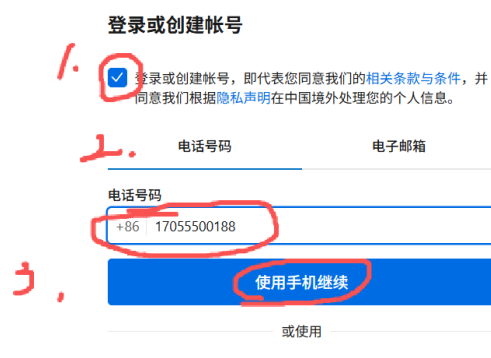 登录或创建帐号
1.
登录或创建帐号，即代表您同意我们的相关条款与条件，并
同意我们根据隐私声明在中国境外处理您的个人信息。
2.
电话号码 电子邮箱
电话号码
+86 17055500188
3.
使用手机继续
或使用